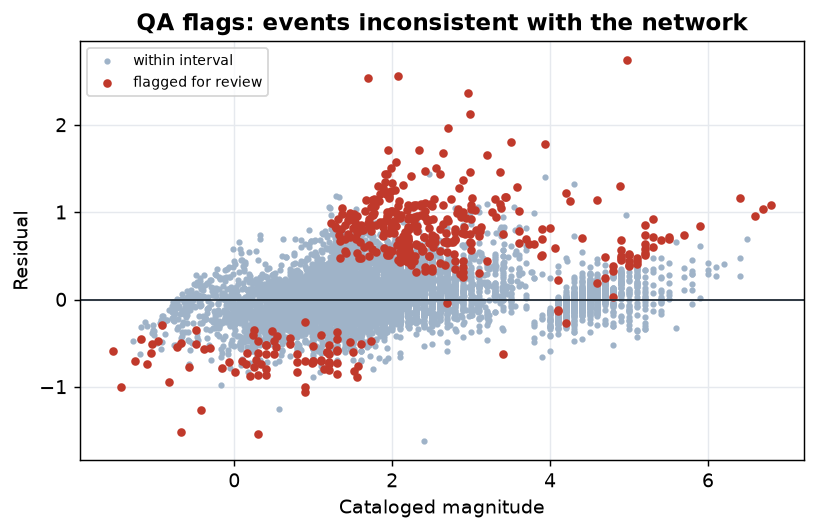 QA flags: events inconsistent with the network
within interval
flagged for review
Residual
2
1
0
−1
0
2
4
6
Cataloged magnitude